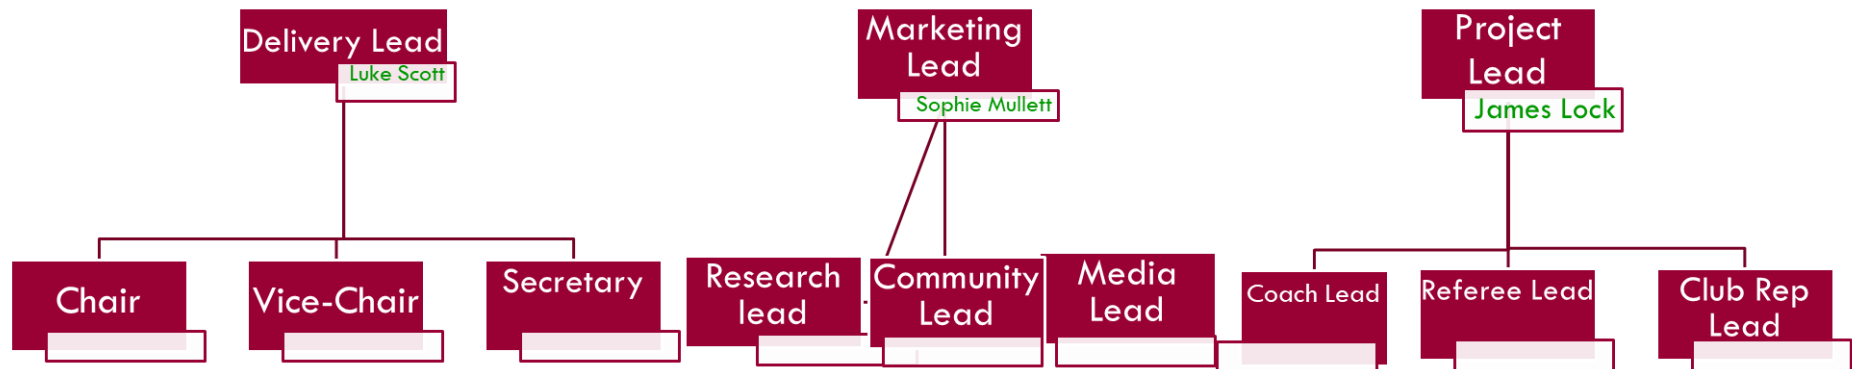 Delivery Lead
Luke Scott
Marketing
Lead
Sophie Mullett
Project
Lead
James Lock
Chair
Vice-Chair
Secretary
Research
lead
Community
Lead
Media
Lead
Coach Lead
Referee Lead
Club Rep
Lead